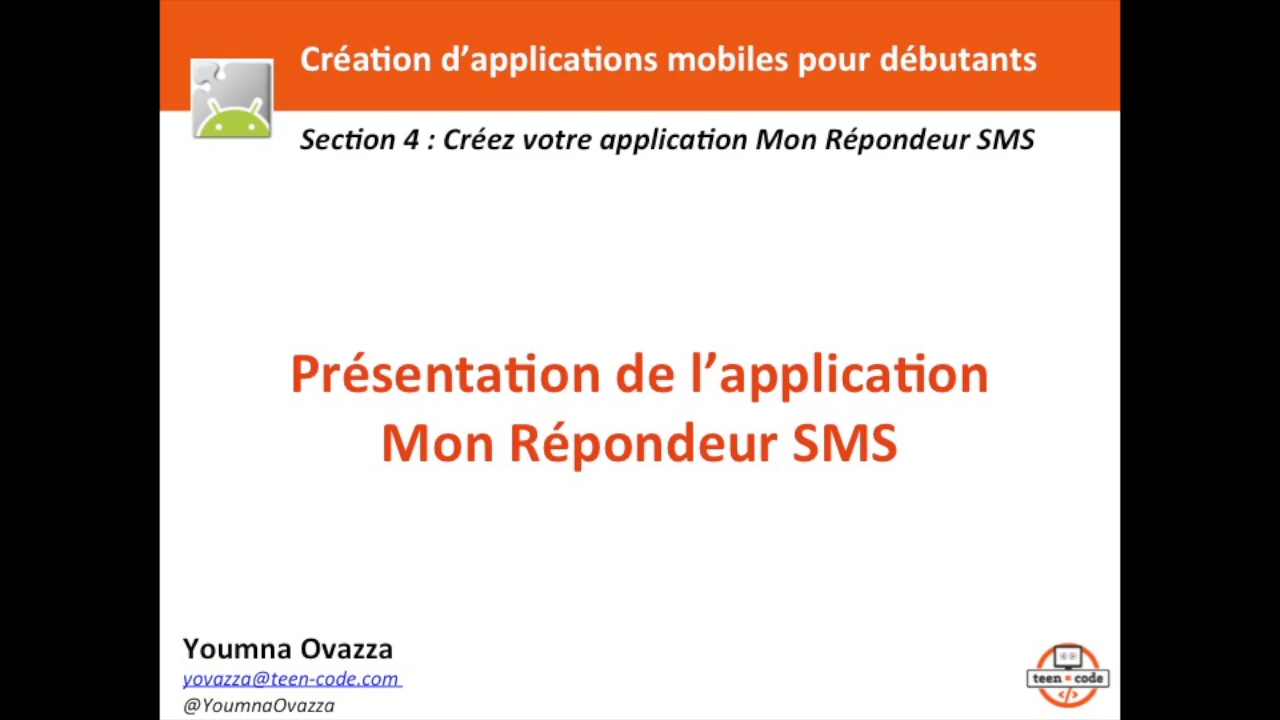 Création d’applications mobiles pour débutants
Section 4 : Créez votre application Mon Répondeur SMS
Présentation de l’application
Mon Répondeur SMS
Youmna Ovazza
yovazza@teen-code.com
@YoumnaOvazza
teen = code
</>